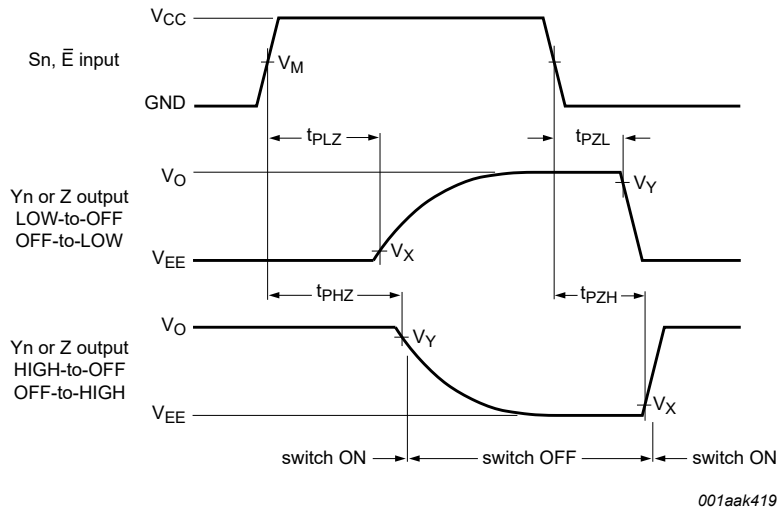 VCC
Sn, E̅ input
VM
GND
tPLZ
tPZL
VO
Yn or Z output
LOW-to-OFF
OFF-to-LOW
VY
VX
VEE
tPHZ
tPZH
VO
Yn or Z output
HIGH-to-OFF
OFF-to-HIGH
VY
VX
VEE
switch ON
switch OFF
switch ON
001aak419